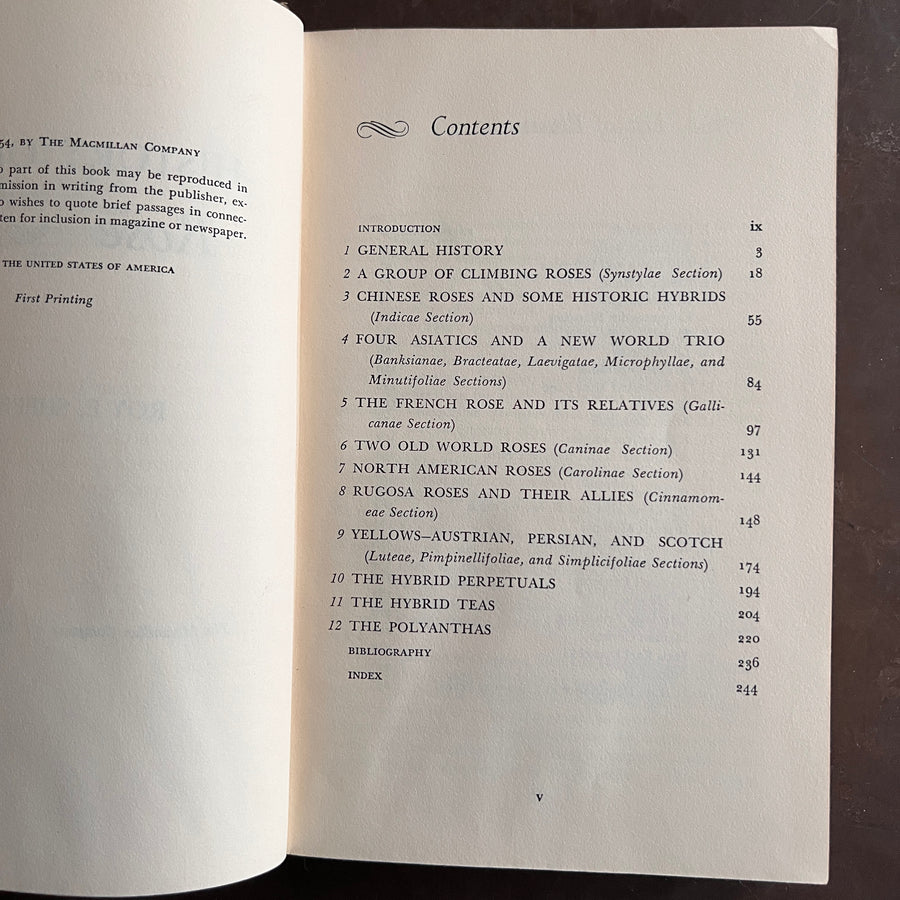 54, BY THE MACMILLAN COMPANY
part of this book may be reproduced in
mission in writing from the publisher, ex-
wishes to quote brief passages in connec-
ten for inclusion in magazine or newspaper.
THE UNITED STATES OF AMERICA
First Printing
Contents
INTRODUCTION ix
1 GENERAL HISTORY 3
2 A GROUP OF CLIMBING ROSES (Synstylae Section) 18
3 CHINESE ROSES AND SOME HISTORIC HYBRIDS
(Indicae Section) 55
4 FOUR ASIATICS AND A NEW WORLD TRIO
(Banksianae, Bracteatae, Laevigatae, Microphyllae, and
Minutifoliae Sections) 84
5 THE FRENCH ROSE AND ITS RELATIVES (Galli-
canae Section) 97
6 TWO OLD WORLD ROSES (Caninae Section) 131
7 NORTH AMERICAN ROSES (Carolinae Section) 144
8 RUGOSA ROSES AND THEIR ALLIES (Cinnamom-
eae Section) 148
9 YELLOWS—AUSTRIAN, PERSIAN, AND SCOTCH
(Luteae, Pimpinellifoliae, and Simplicifoliae Sections) 174
10 THE HYBRID PERPETUALS 194
11 THE HYBRID TEAS 204
12 THE POLYANTHAS 220
BIBLIOGRAPHY 236
INDEX 244
v